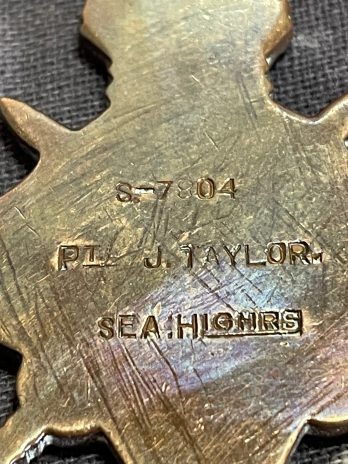 S-7804
PTE J. TAYLOR.
SEA: HIGHRS